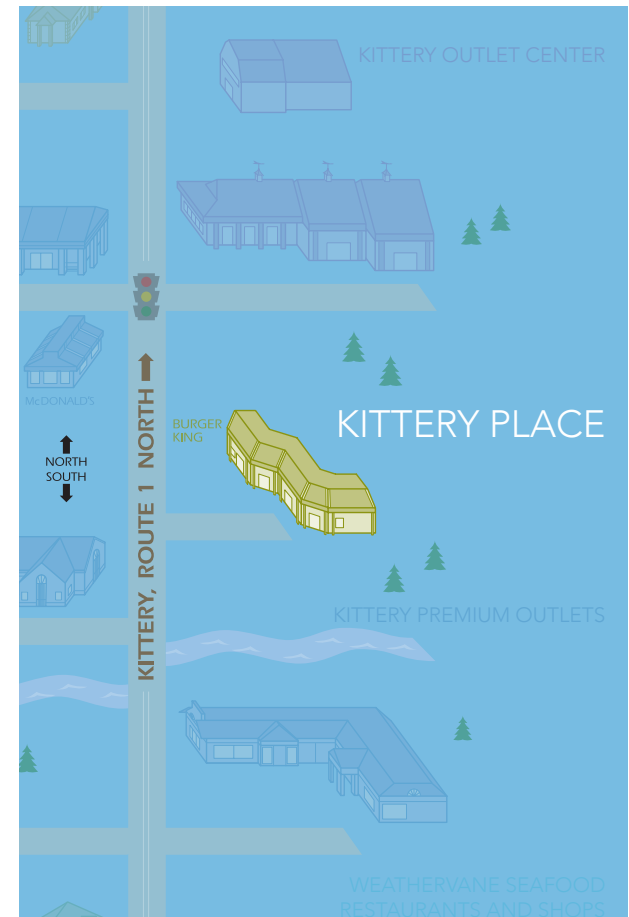 KITTERY OUTLET CENTER
McDONALD'S
BURGER
KING
KITTERY PLACE
NORTH
SOUTH
KITTERY, ROUTE 1 NORTH
KITTERY PREMIUM OUTLETS
WEATHERVANE SEAFOOD
RESTAURANTS AND SHOPS